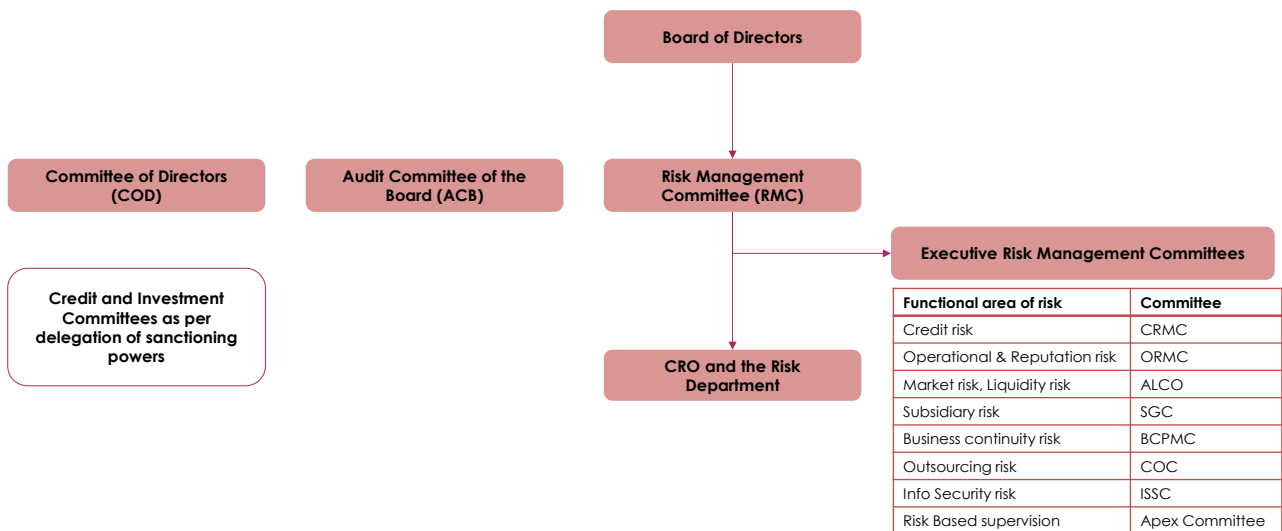 Board of Directors
Committee of Directors
(COD)
Audit Committee of the
Board (ACB)
Risk Management
Committee (RMC)
Executive Risk Management Committees
Credit and Investment
Committees as per
delegation of sanctioning
powers
CRO and the Risk
Department
Functional area of risk Committee
Credit risk CRMC
Operational & Reputation risk ORMC
Market risk, Liquidity risk ALCO
Subsidiary risk SGC
Business continuity risk BCPMC
Outsourcing risk COC
Info Security risk ISSC
Risk Based supervision Apex Committee